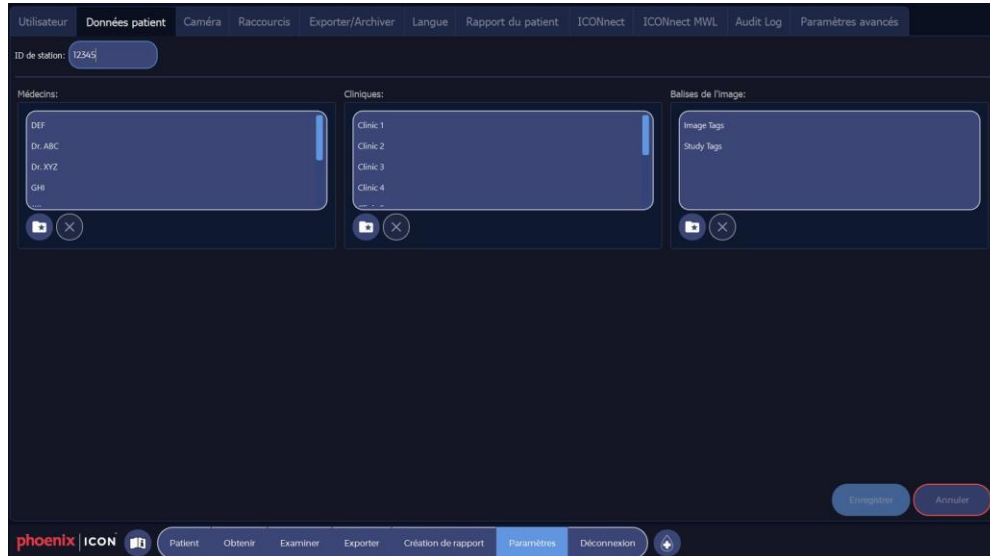 Utilisateur Données patient Caméra Raccourcis Exporter/Archiver Langue Rapport du patient ICONnect ICONnect MWL Audit Log Paramètres avancés
ID de station: 12345
Médecins: Cliniques: Balises de l'image:
DEF Clinic 1 Image Tags
Dr. ABC Clinic 2 Study Tags
Dr. XYZ Clinic 3
GHI Clinic 4
Enregistrer Annuler
phoenix ICON Patient Obtenir Examiner Exporter Création de rapport Paramètres Déconnexion